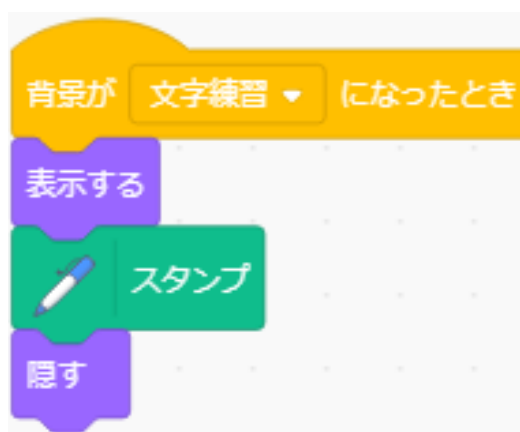 背景が 文字練習 になったとき
表示する
スタンプ
隠す